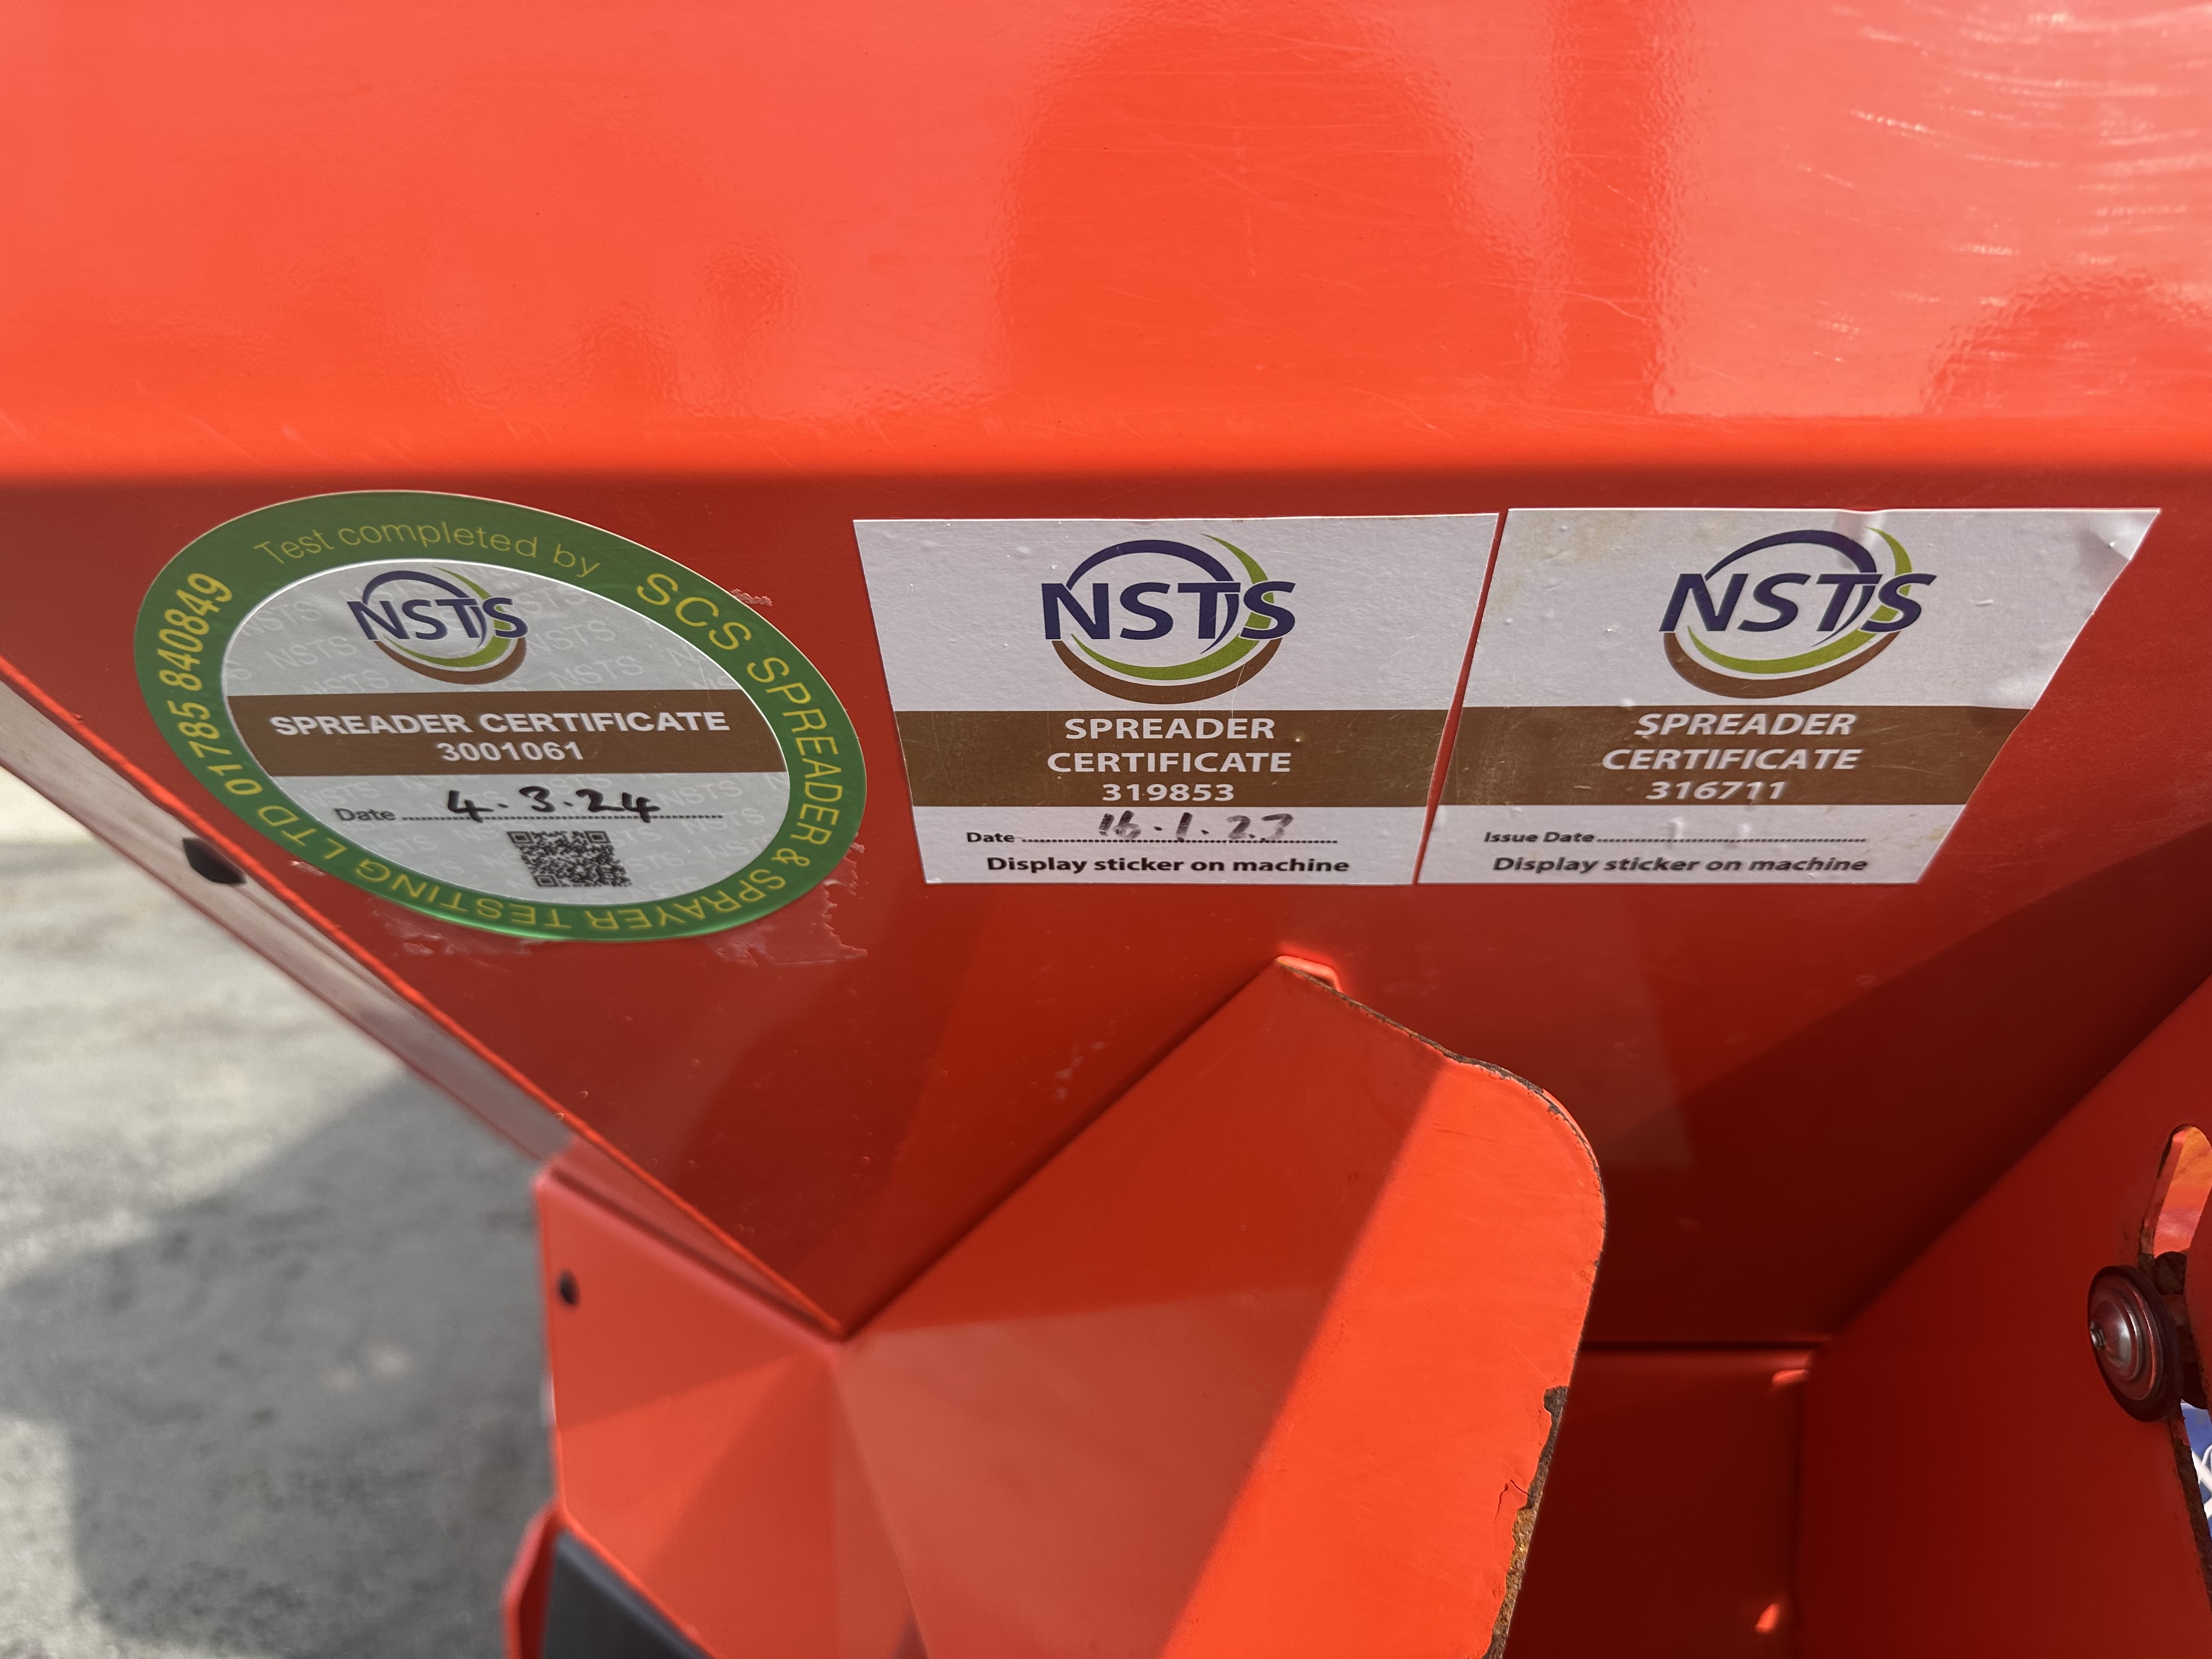 Test completed by SCS SPREADER & SPRAYER TESTING LTD 01785 840849
NSTS
SPREADER CERTIFICATE
3001061
Date 4.3.24
NSTS
SPREADER
CERTIFICATE
319853
Date 16.1.23
Display sticker on machine
NSTS
SPREADER
CERTIFICATE
316711
Issue Date
Display sticker on machine